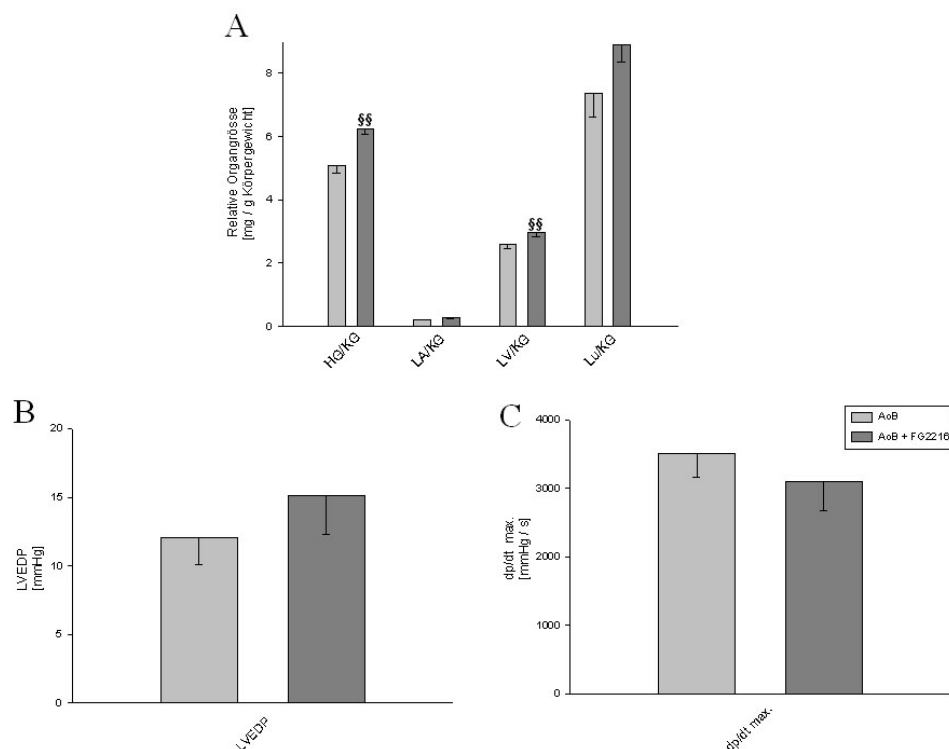 A
Relative Organgrösse
[mg / g Körpergewicht]
8
6
4
2
0
§§
§§
HG/KG
LA/KG
LV/KG
Lu/KG
B
LVEDP
[mmHg]
20
15
10
5
0
LVEDP
C
AoB
AoB + FG2216
dp/dt max.
[mmHg / s]
4000
3000
2000
1000
0
dp/dt max.